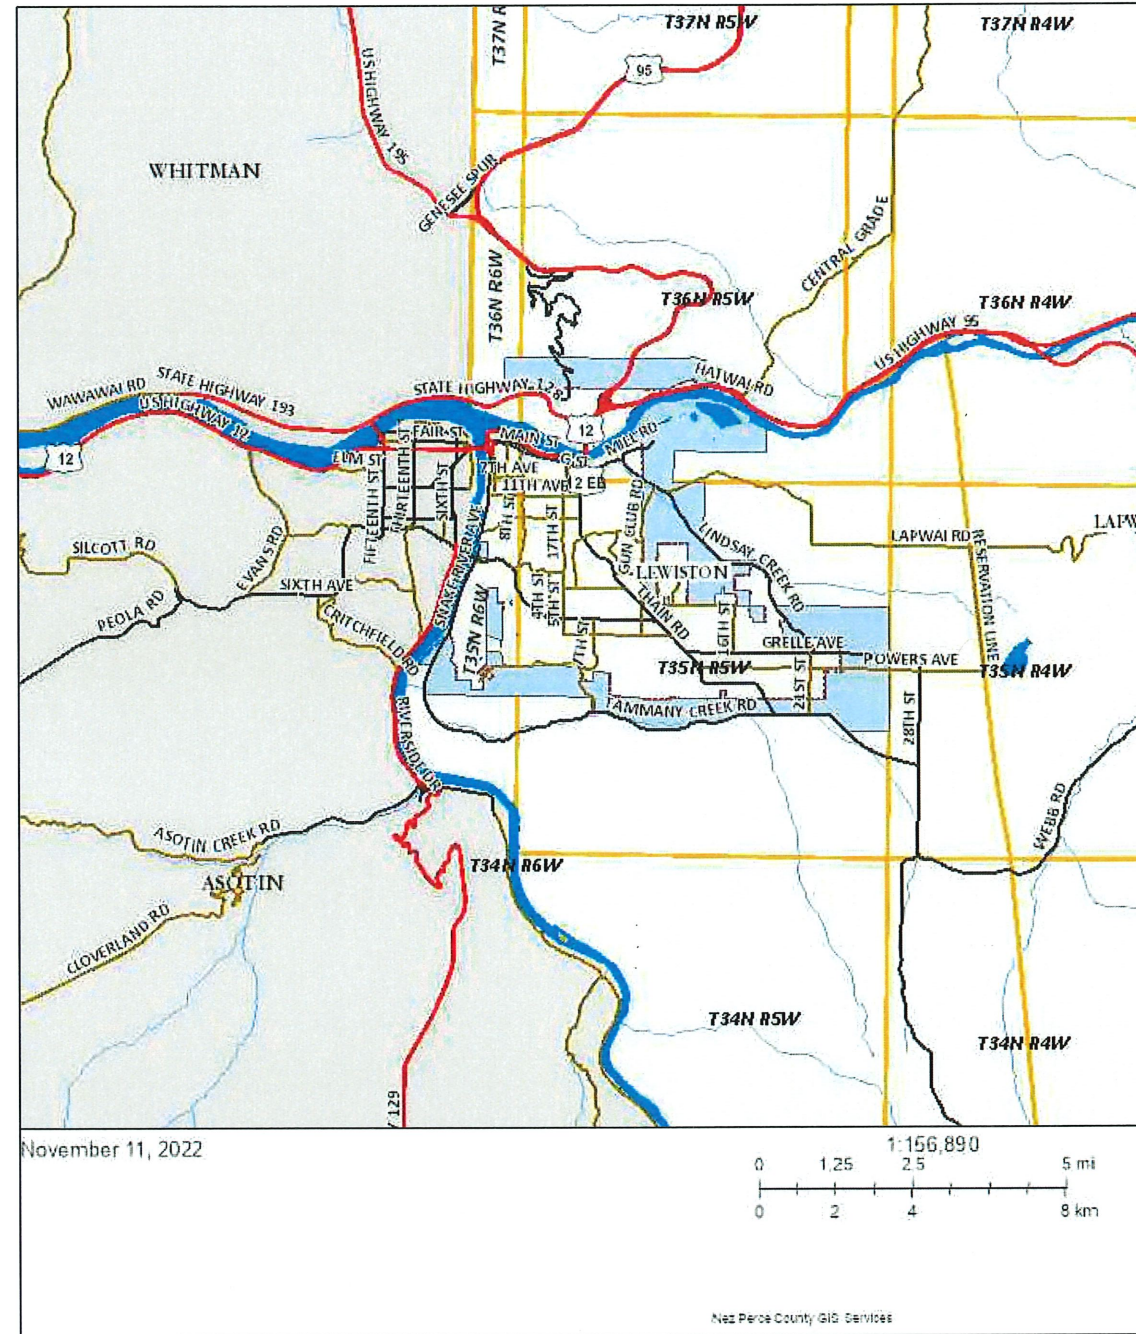 T37N R5W
T37N R4W
T37N R
95
US HIGHWAY 195
WHITMAN
GENESEE SPUR
CENTRAL GRADE
T36N R6W
T36N R5W
T36N R4W
US HIGHWAY 95
HATWAI RD
STATE HIGHWAY 128
STATE HIGHWAY 193
WAWAWAI RD
US HIGHWAY 12
12
12
FAIR ST
MAIN ST
MILL RD
G ST
ELM ST
7TH AVE
11TH AVE
12 EB
FIFTEENTH ST
THIRTEENTH ST
SIXTH ST
18TH ST
17TH ST
GUN CLUB RD
LINDSAY CREEK RD
LAPWAI RD
LAPW
RESERVATION LINE
SILCOTT RD
EVANS RD
SIXTH AVE
PEOLA RD
CRITCHFIELD RD
SNAKE RIVER AVE
LEWISTON
4TH ST
5TH ST
7TH ST
THAIN RD
16TH ST
GRELLE AVE
POWERS AVE
T35N R6W
T35N R5W
T35N R4W
21ST ST
28TH ST
TAMMANY CREEK RD
RIVERSIDE DR
WEBB RD
ASOTIN CREEK RD
ASOTIN
T34N R6W
CLOVERLAND RD
T34N R5W
T34N R4W
129
November 11, 2022
1:156,890
0 1.25 2.5 5 mi
0 2 4 8 km
Nez Perce County GIS Services